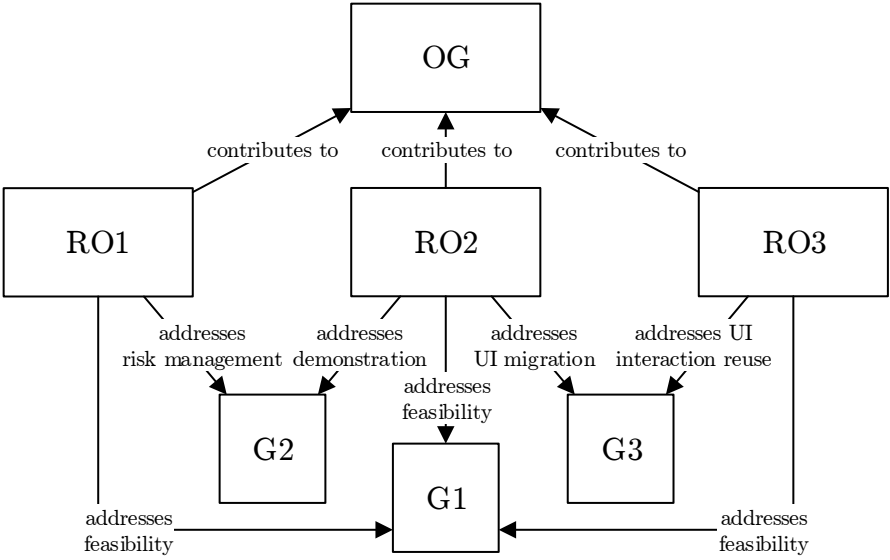 OG
contributes to
contributes to
contributes to
RO1
RO2
RO3
addresses
risk management
addresses
demonstration
addresses
UI migration
addresses UI
interaction reuse
addresses
feasibility
G2
G3
G1
addresses
feasibility
addresses
feasibility